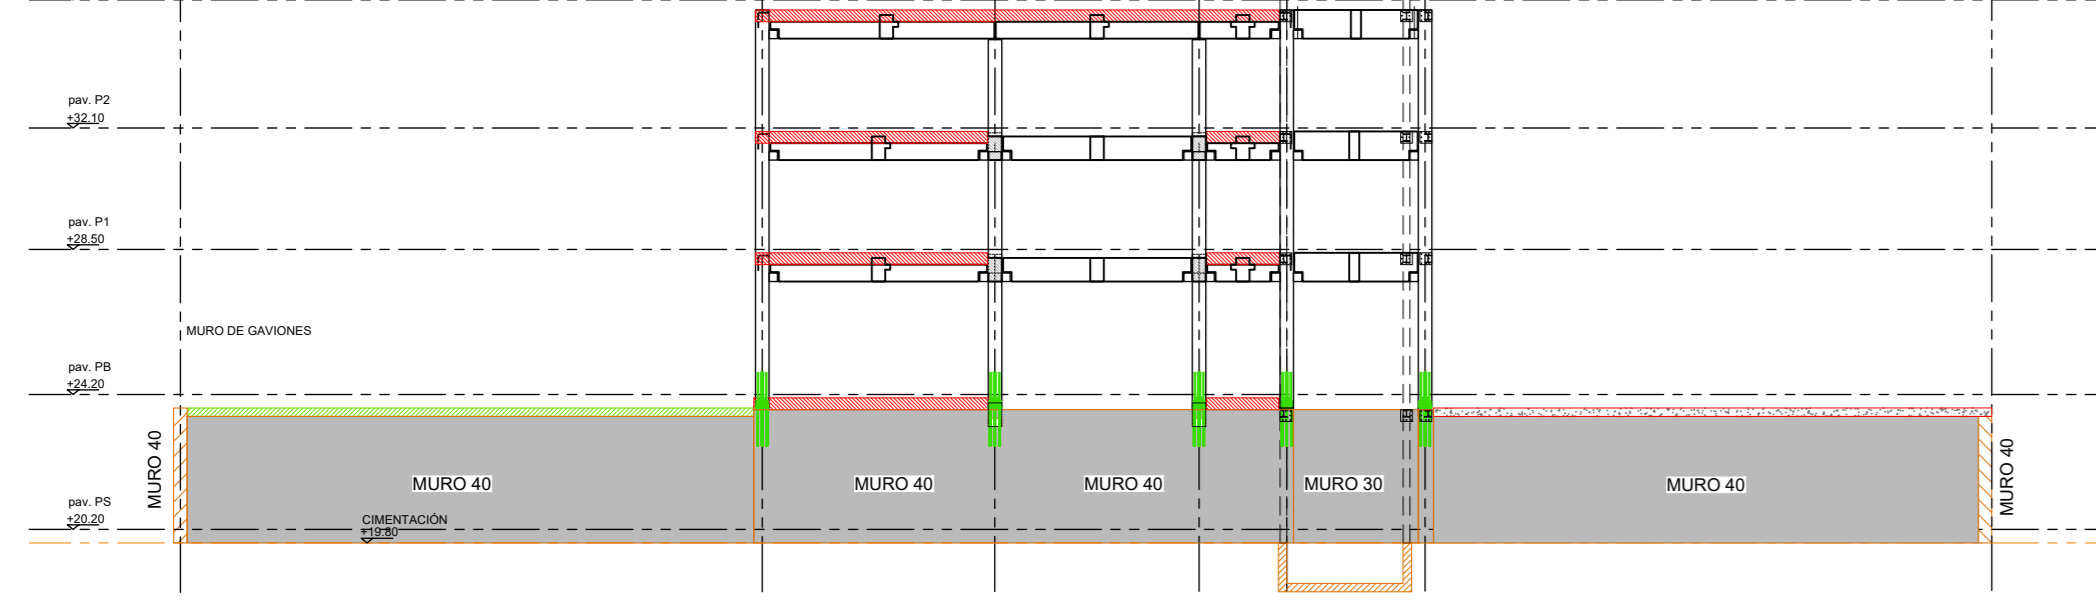 pav. P2
+32.10
pav. P1
+28.50
MURO DE GAVIONES
pav. PB
+24.20
MURO 40
MURO 40
MURO 40
MURO 40
MURO 30
MURO 40
MURO 40
pav. PS
+20.20
CIMENTACIÓN
+19.80